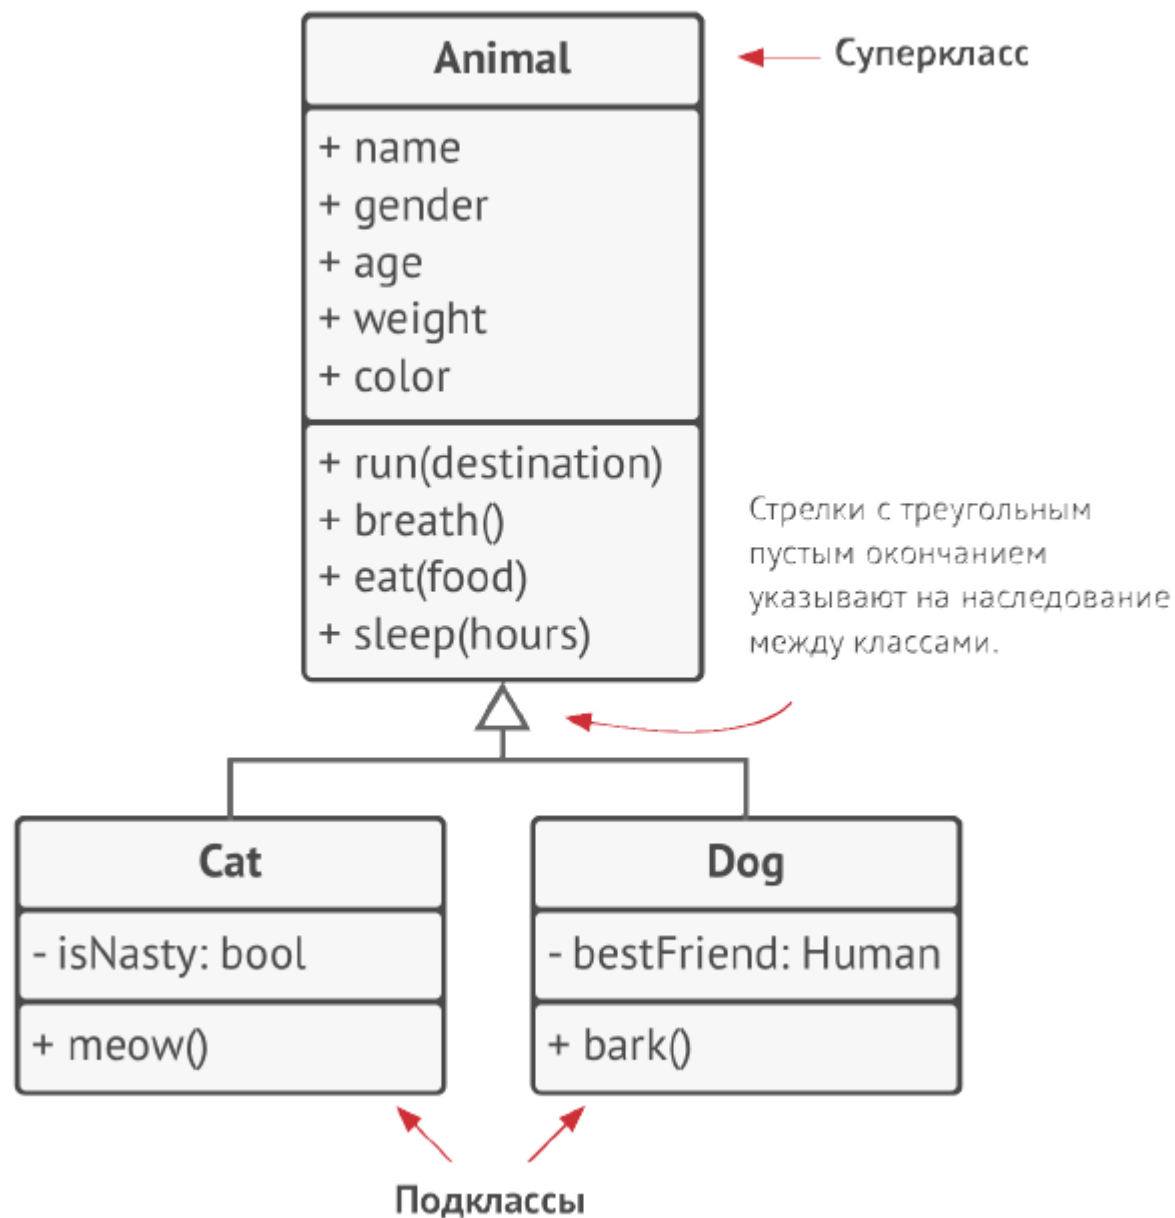 Animal
Суперкласс
+ name
+ gender
+ age
+ weight
+ color
+ run(destination)
+ breath()
+ eat(food)
+ sleep(hours)
Стрелки с треугольным
пустым окончанием
указывают на наследование
между классами.
Cat
- isNasty: bool
+ meow()
Dog
- bestFriend: Human
+ bark()
Подклассы